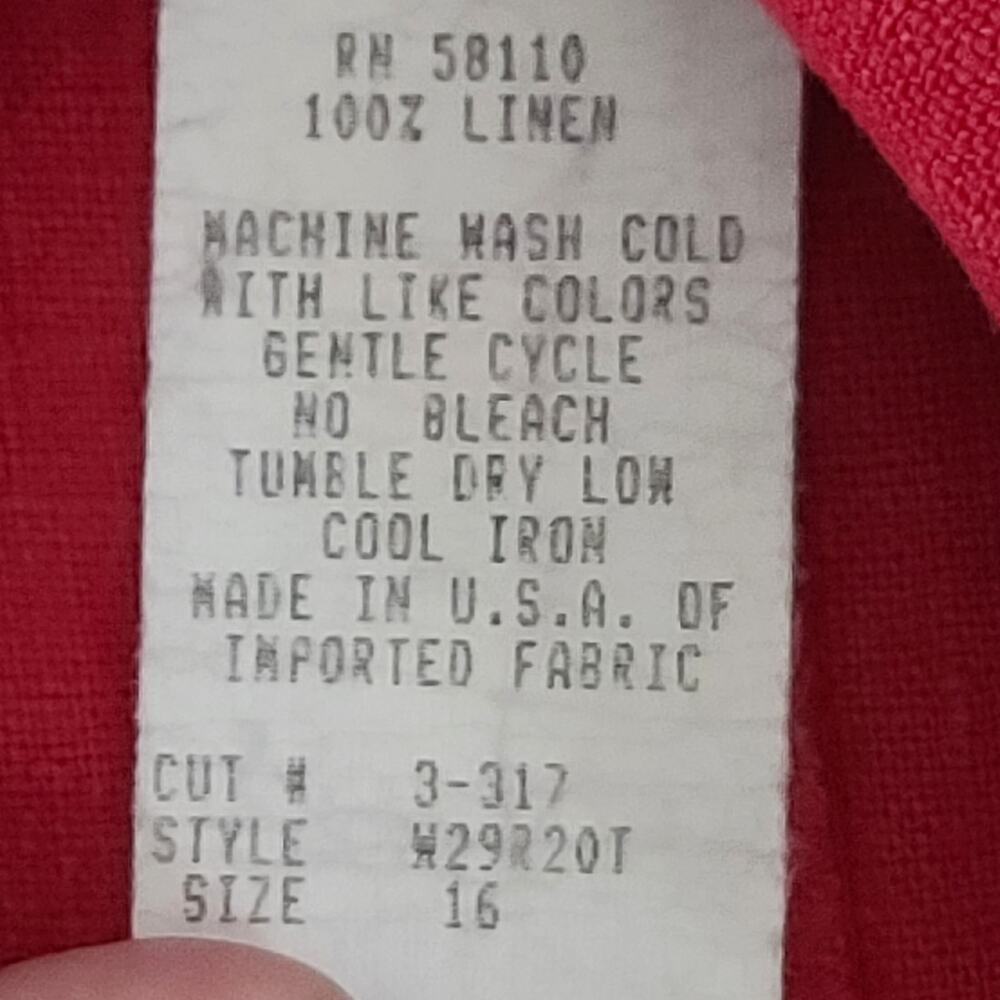 RN 58110
100% LINEN
MACHINE WASH COLD
WITH LIKE COLORS
GENTLE CYCLE
NO BLEACH
TUMBLE DRY LOW
COOL IRON
MADE IN U.S.A. OF
IMPORTED FABRIC
CUT # 3-317
STYLE W29R20T
SIZE 16